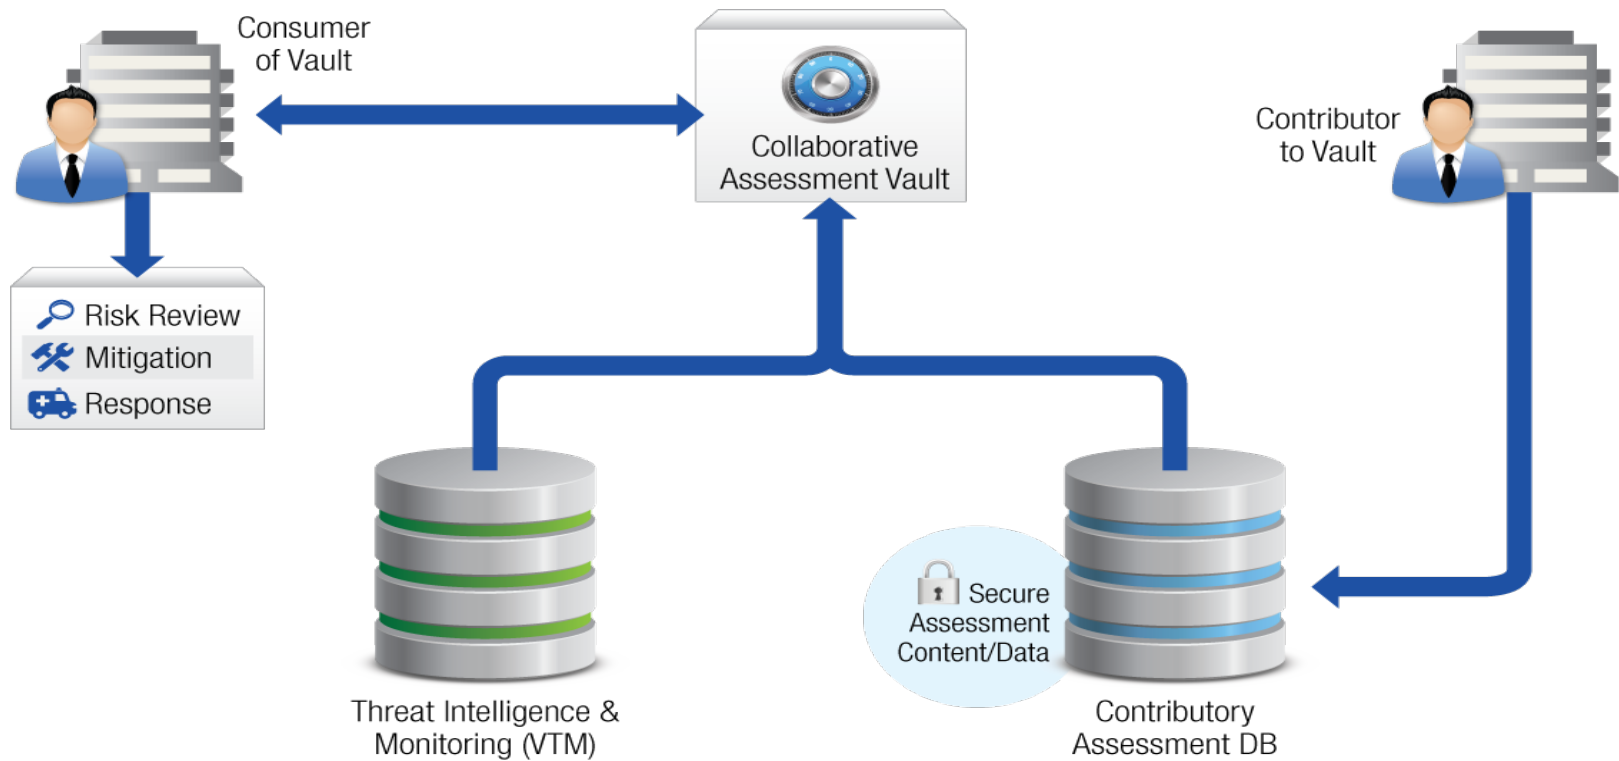 Consumer
of Vault
Collaborative
Assessment Vault
Contributor
to Vault
Risk Review
Mitigation
Response
Secure
Assessment
Content/Data
Threat Intelligence &
Monitoring (VTM)
Contributory
Assessment DB